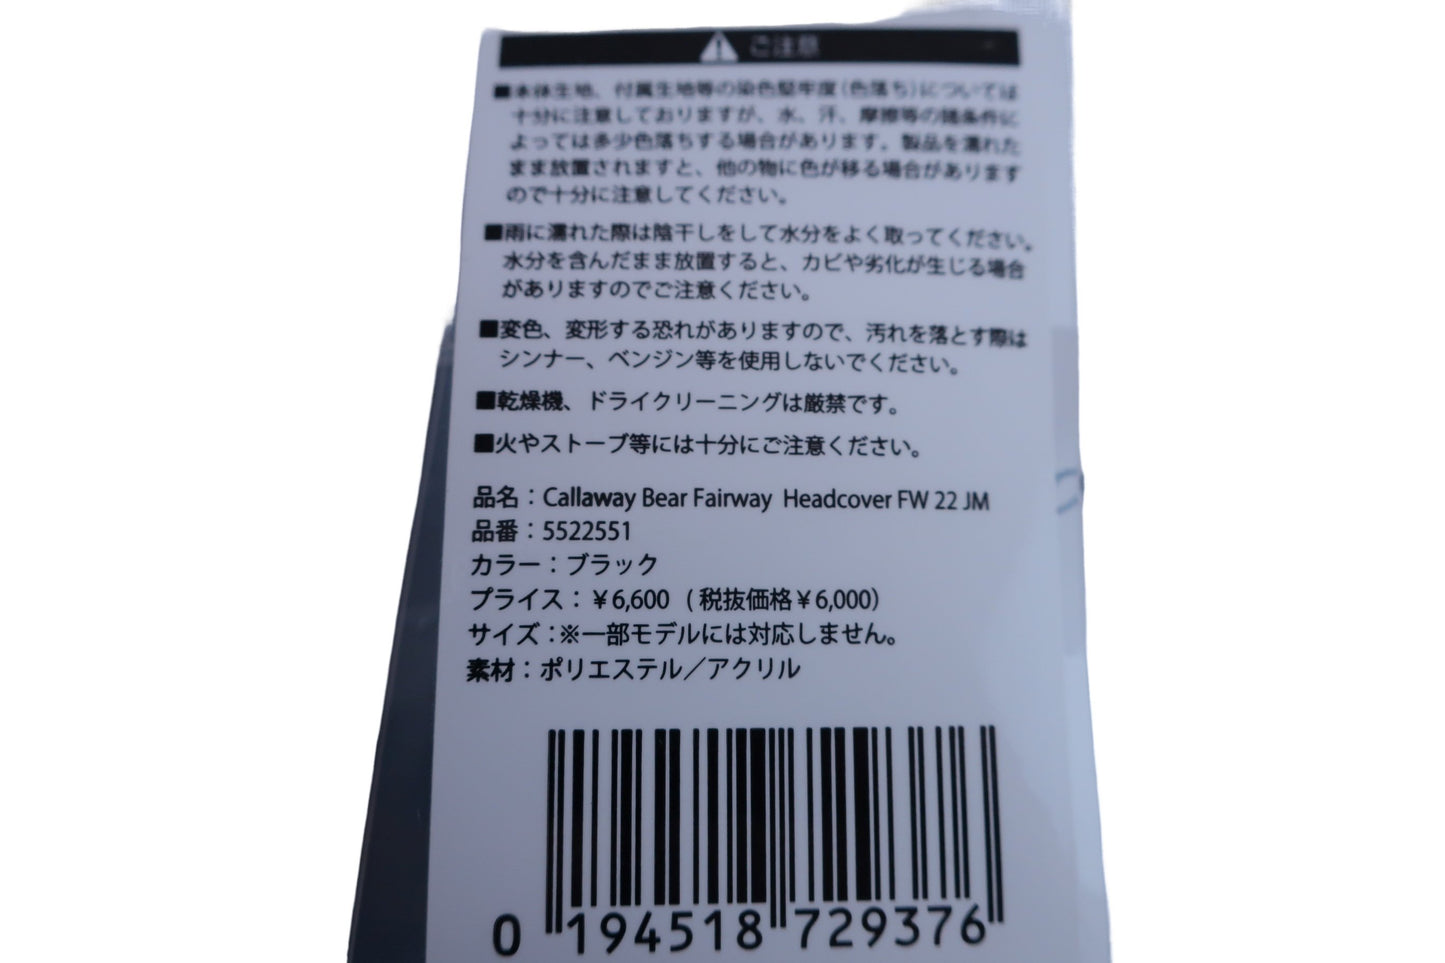 ご注意
■本体生地、付属生地等の染色堅牢度(色落ち)については
十分に注意しておりますが、水、汗、摩擦等の諸条件に
よっては多少色落ちする場合があります。製品を濡れた
まま放置されますと、他の物に色が移る場合があります
ので十分に注意してください。
■雨に濡れた際は陰干しをして水分をよく取ってください。
水分を含んだまま放置すると、カビや劣化が生じる場合
がありますのでご注意ください。
■変色、変形する恐れがありますので、汚れを落とす際は
シンナー、ベンジン等を使用しないでください。
■乾燥機、ドライクリーニングは厳禁です。
■火やストーブ等には十分にご注意ください。
品名：Callaway Bear Fairway Headcover FW 22 JM
品番：5522551
カラー：ブラック
プライス：￥6,600 (税抜価格￥6,000)
サイズ：※一部モデルには対応しません。
素材：ポリエステル／アクリル
0 194518 729376